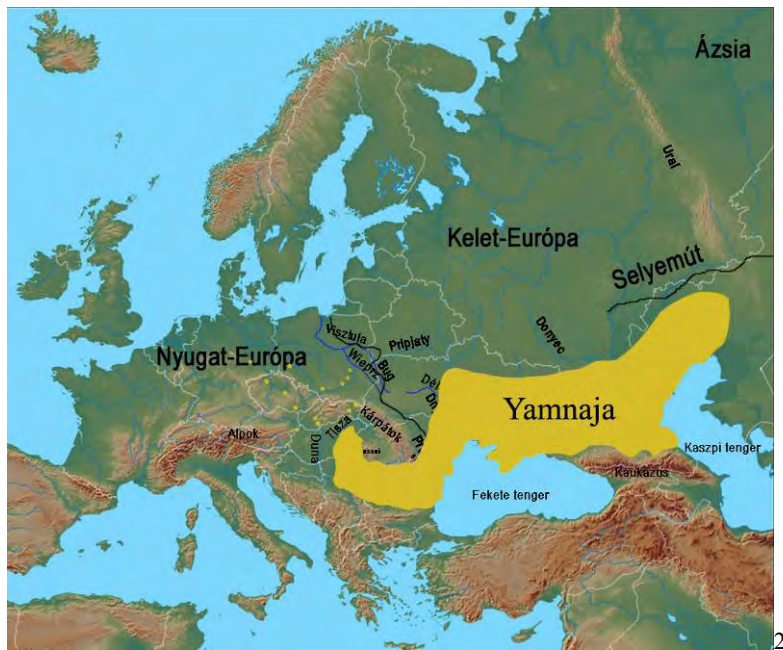 Ázsia
Ural
Kelet-Európa
Selyemút
Donyec
Visztula
Priplaty
Nyugat-Európa
Wieprz
Bug
Yamnaja
Tisza
Kárpátok
Alpok
Duna
Kaszpi tenger
Kaukázus
Fekete tenger
2